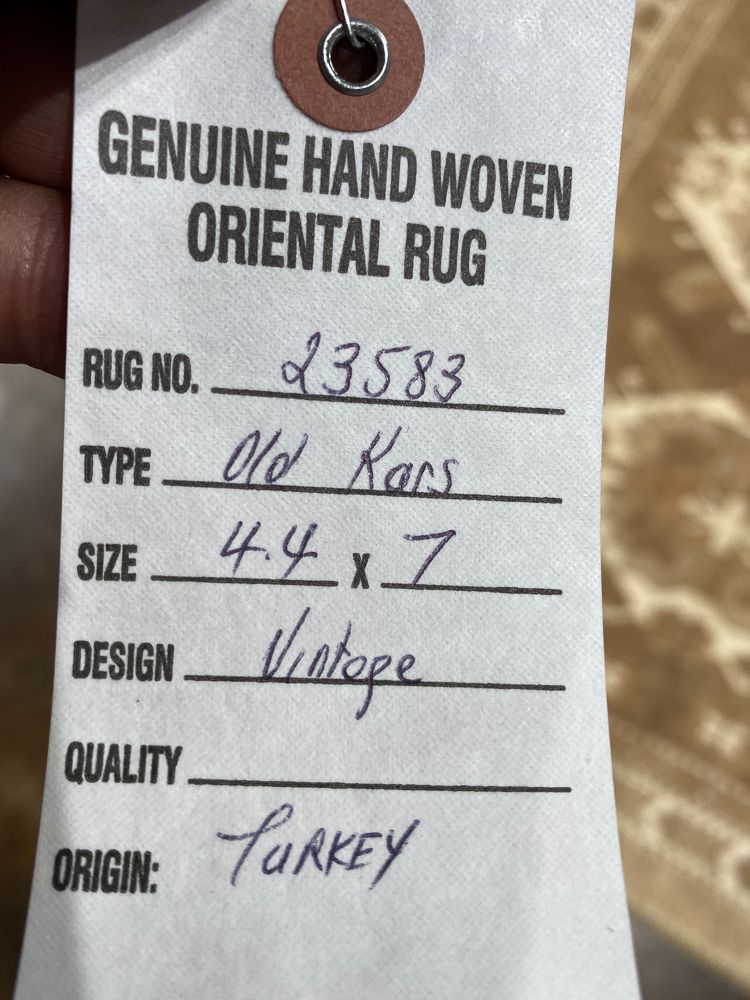 GENUINE HAND WOVEN
ORIENTAL RUG
RUG NO. 23583
TYPE Old Kars
SIZE 4.4 X 7
DESIGN Vintage
QUALITY
ORIGIN: TURKEY